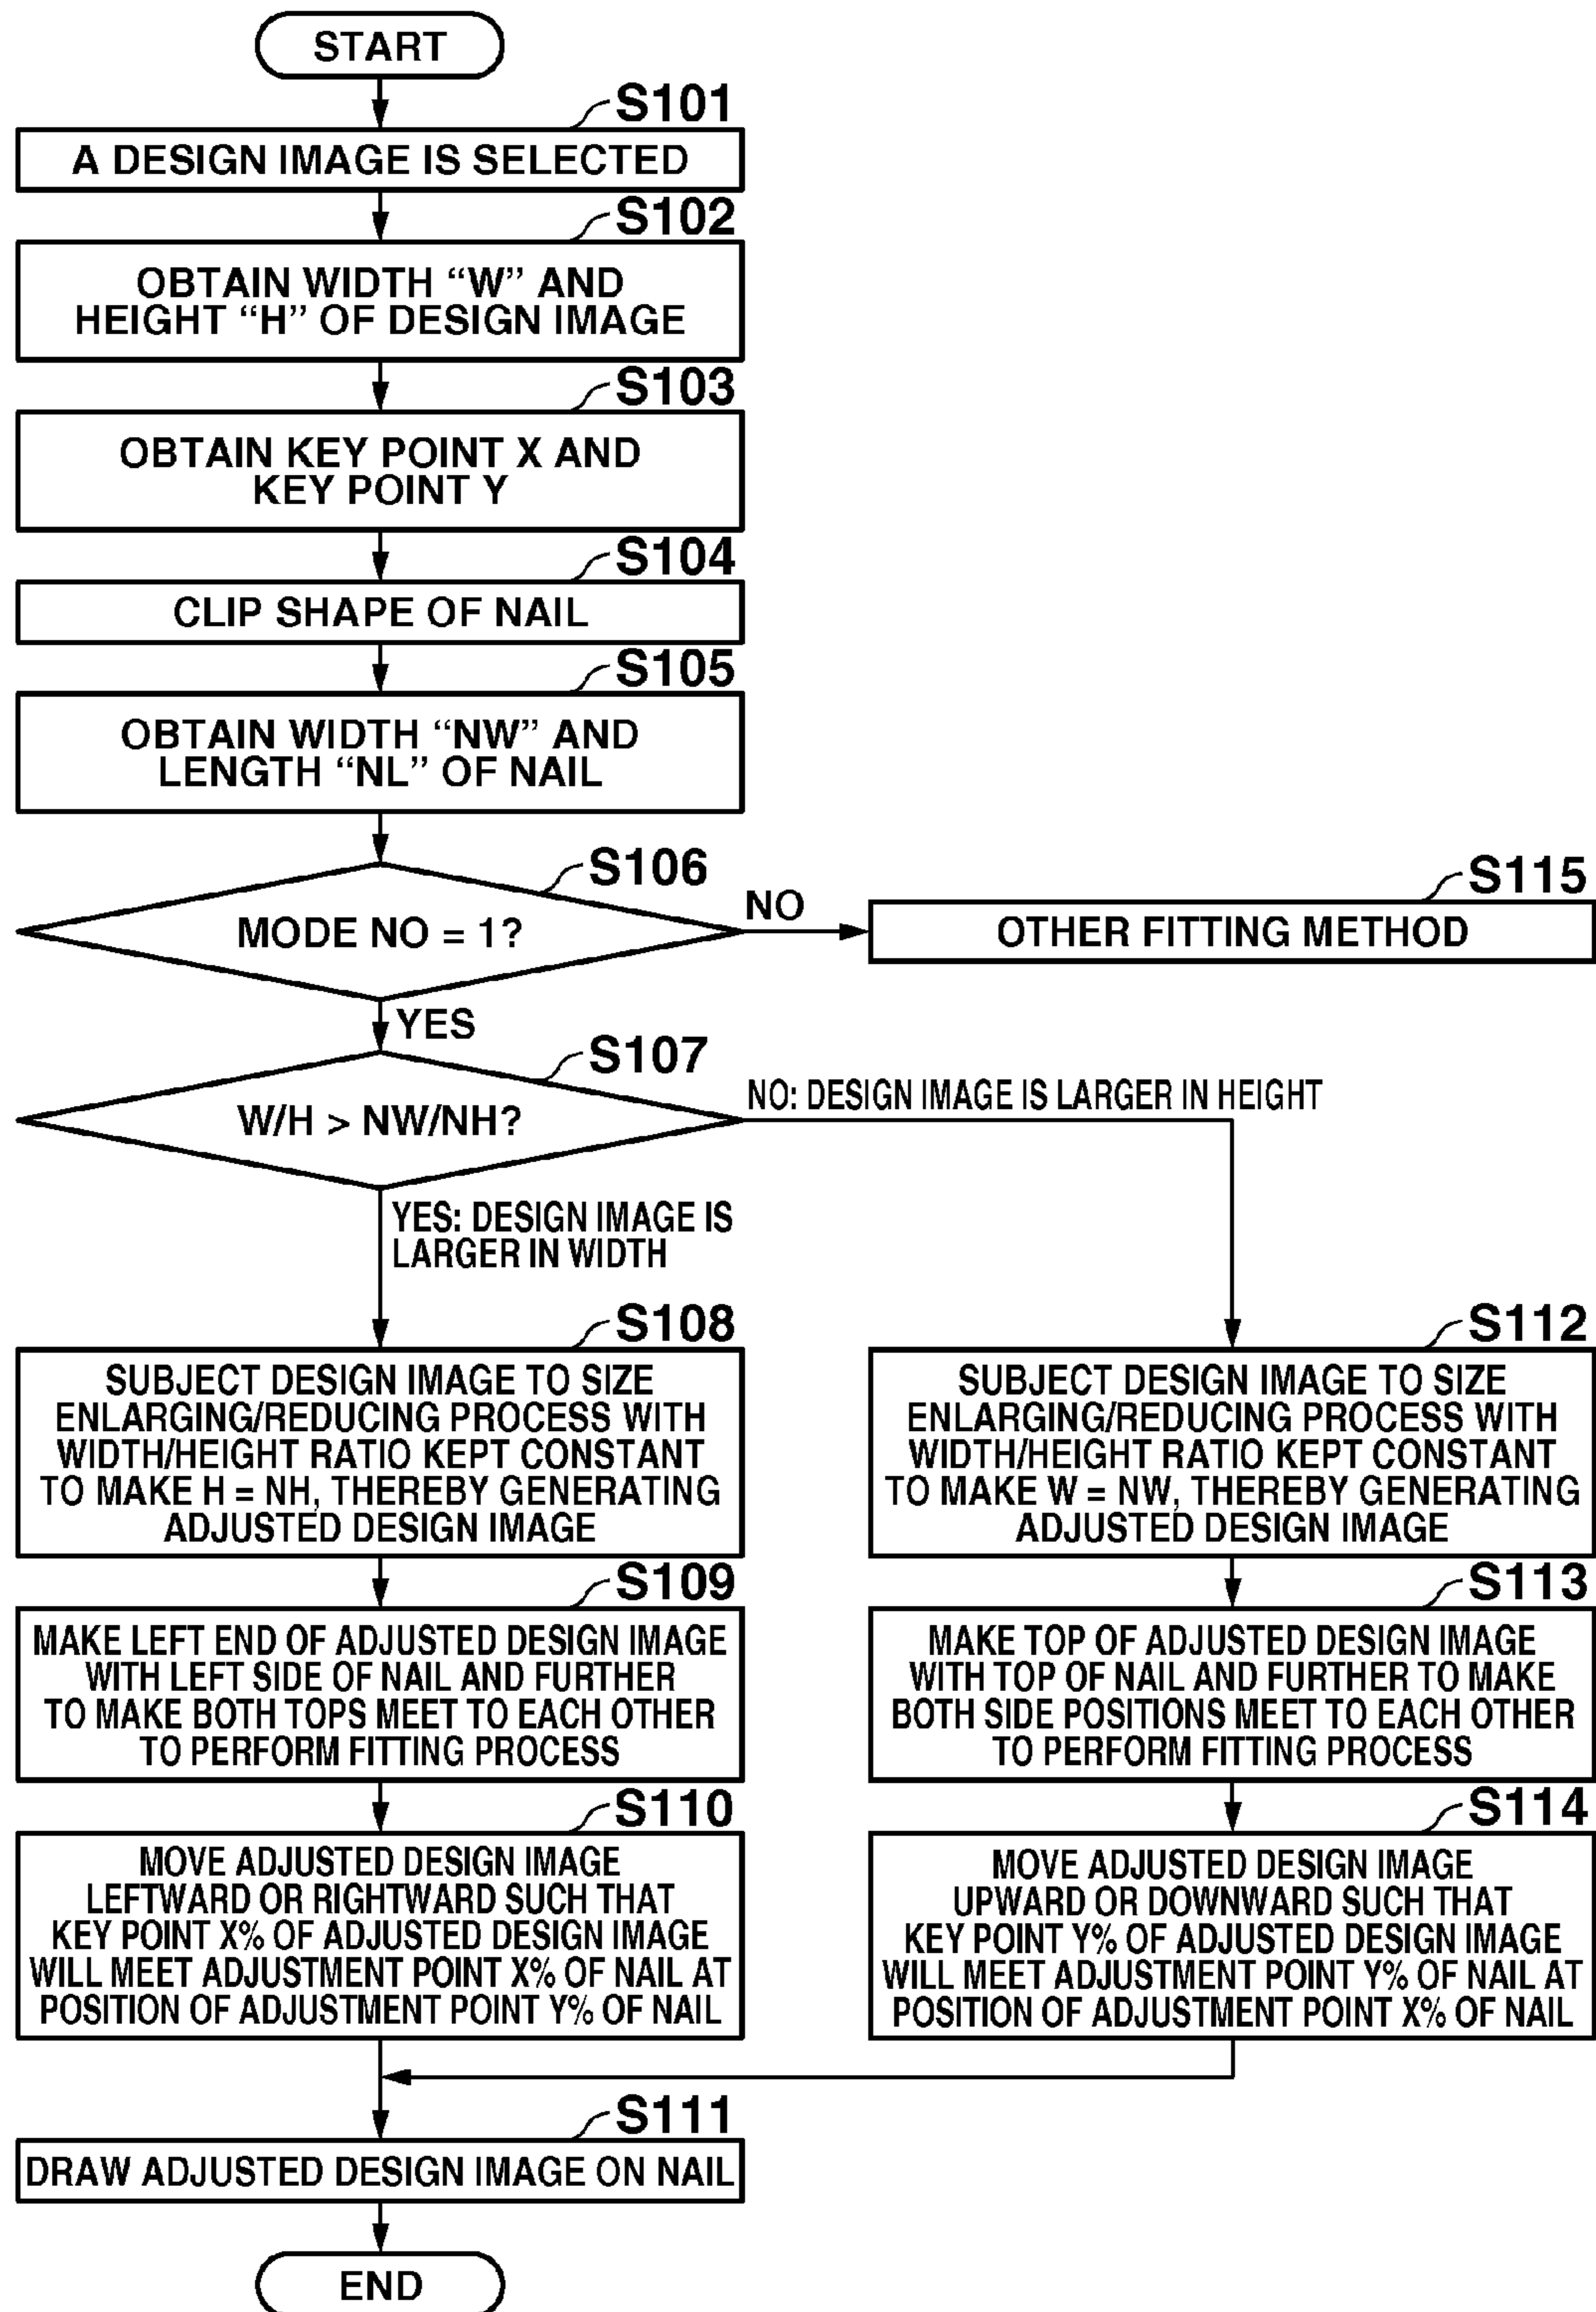 START
S101
A DESIGN IMAGE IS SELECTED
S102
OBTAIN WIDTH “W” AND
HEIGHT “H” OF DESIGN IMAGE
S103
OBTAIN KEY POINT X AND
KEY POINT Y
S104
CLIP SHAPE OF NAIL
S105
OBTAIN WIDTH “NW” AND
LENGTH “NL” OF NAIL
S106
MODE NO = 1?
NO
S115
OTHER FITTING METHOD
YES
S107
W/H > NW/NH?
NO: DESIGN IMAGE IS LARGER IN HEIGHT
YES: DESIGN IMAGE IS
LARGER IN WIDTH
S108
SUBJECT DESIGN IMAGE TO SIZE
ENLARGING/REDUCING PROCESS WITH
WIDTH/HEIGHT RATIO KEPT CONSTANT
TO MAKE H = NH, THEREBY GENERATING
ADJUSTED DESIGN IMAGE
S109
MAKE LEFT END OF ADJUSTED DESIGN IMAGE
WITH LEFT SIDE OF NAIL AND FURTHER
TO MAKE BOTH TOPS MEET TO EACH OTHER
TO PERFORM FITTING PROCESS
S110
MOVE ADJUSTED DESIGN IMAGE
LEFTWARD OR RIGHTWARD SUCH THAT
KEY POINT X% OF ADJUSTED DESIGN IMAGE
WILL MEET ADJUSTMENT POINT X% OF NAIL AT
POSITION OF ADJUSTMENT POINT Y% OF NAIL
S112
SUBJECT DESIGN IMAGE TO SIZE
ENLARGING/REDUCING PROCESS WITH
WIDTH/HEIGHT RATIO KEPT CONSTANT
TO MAKE W = NW, THEREBY GENERATING
ADJUSTED DESIGN IMAGE
S113
MAKE TOP OF ADJUSTED DESIGN IMAGE
WITH TOP OF NAIL AND FURTHER TO MAKE
BOTH SIDE POSITIONS MEET TO EACH OTHER
TO PERFORM FITTING PROCESS
S114
MOVE ADJUSTED DESIGN IMAGE
UPWARD OR DOWNWARD SUCH THAT
KEY POINT Y% OF ADJUSTED DESIGN IMAGE
WILL MEET ADJUSTMENT POINT Y% OF NAIL AT
POSITION OF ADJUSTMENT POINT X% OF NAIL
S111
DRAW ADJUSTED DESIGN IMAGE ON NAIL
END